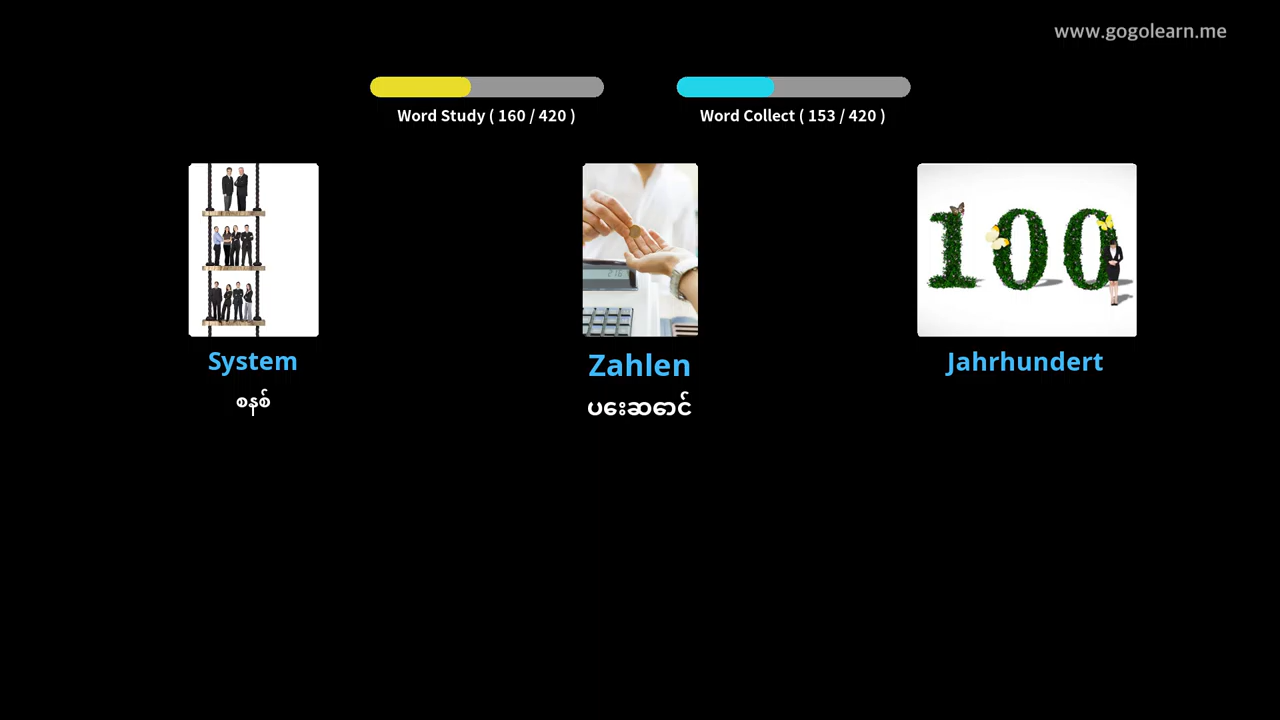 www.gogolearn.me
Word Study ( 160 / 420 )
Word Collect ( 153 / 420 )
100
System
Zahlen
Jahrhundert
စနစ်
ပေးဆောင်